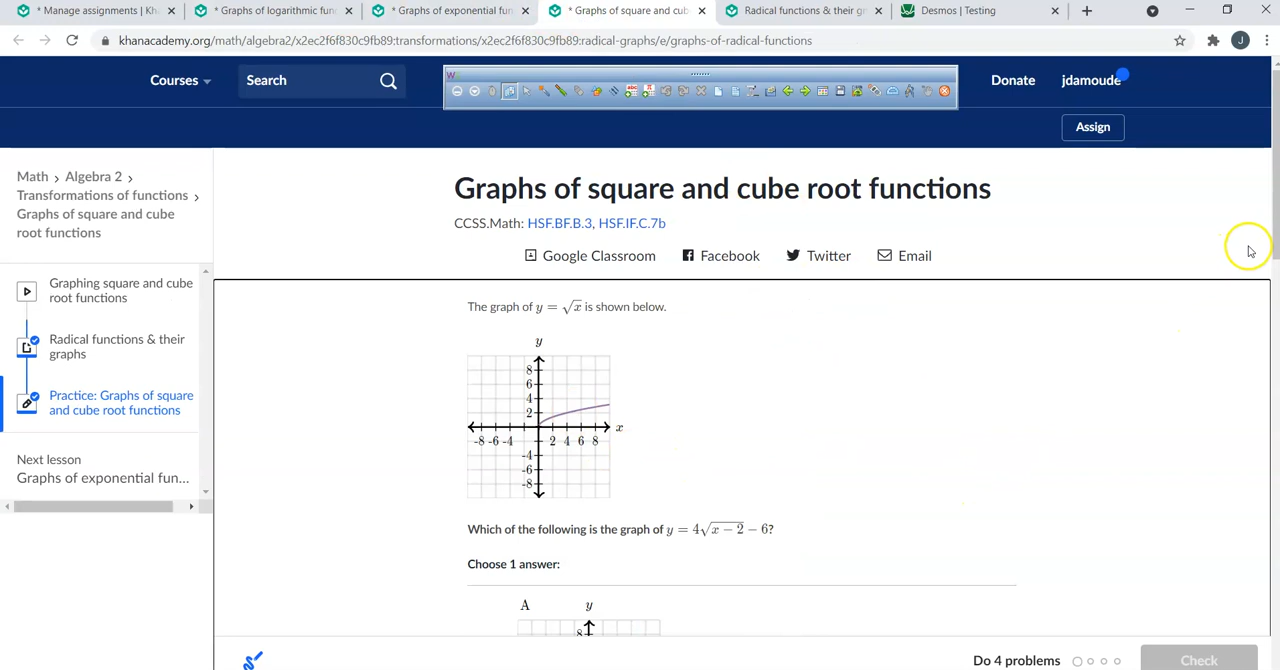 * Manage assignments | Kh
* Graphs of logarithmic fun
* Graphs of exponential fun
* Graphs of square and cub
Radical functions & their gr
Desmos | Testing
khanacademy.org/math/algebra2/x2ec2f6f830c9fb89:transformations/x2ec2f6f830c9fb89:radical-graphs/e/graphs-of-radical-functions
J
Courses
Search
Donate
jdamoude
Assign
Math > Algebra 2 >
Transformations of functions >
Graphs of square and cube
root functions
Graphing square and cube
root functions
Radical functions & their
graphs
Practice: Graphs of square
and cube root functions
Next lesson
Graphs of exponential fun...
Graphs of square and cube root functions
CCSS.Math: HSF.BF.B.3, HSF.IF.C.7b
Google Classroom
Facebook
Twitter
Email
The graph of y = √x is shown below.
y
8
6
4
2
-8 -6 -4 2 4 6 8 x
-4
-6
-8
Which of the following is the graph of y = 4√(x − 2) − 6?
Choose 1 answer:
A
y
8
Do 4 problems
Check